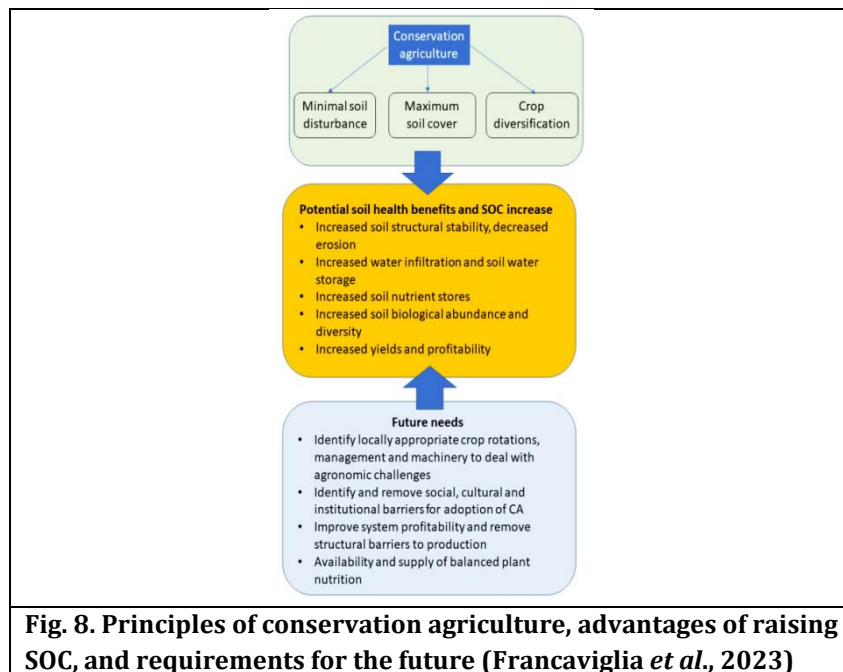 Conservation
agriculture
Minimal soil
disturbance
Maximum
soil cover
Crop
diversification
Potential soil health benefits and SOC increase
• Increased soil structural stability, decreased
erosion
• Increased water infiltration and soil water
storage
• Increased soil nutrient stores
• Increased soil biological abundance and
diversity
• Increased yields and profitability
Future needs
• Identify locally appropriate crop rotations,
management and machinery to deal with
agronomic challenges
• Identify and remove social, cultural and
institutional barriers for adoption of CA
• Improve system profitability and remove
structural barriers to production
• Availability and supply of balanced plant
nutrition
Fig. 8. Principles of conservation agriculture, advantages of raising
SOC, and requirements for the future (Francaviglia et al., 2023)